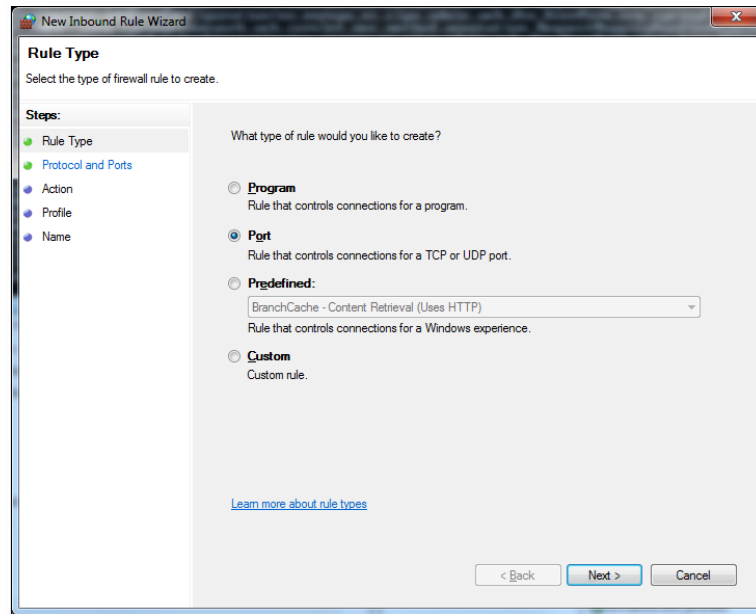 New Inbound Rule Wizard
Rule Type
Select the type of firewall rule to create.
Steps:
Rule Type
Protocol and Ports
Action
Profile
Name
What type of rule would you like to create?
Program
Rule that controls connections for a program.
Port
Rule that controls connections for a TCP or UDP port.
Predefined:
BranchCache - Content Retrieval (Uses HTTP)
Rule that controls connections for a Windows experience.
Custom
Custom rule.
Learn more about rule types
< Back Next > Cancel